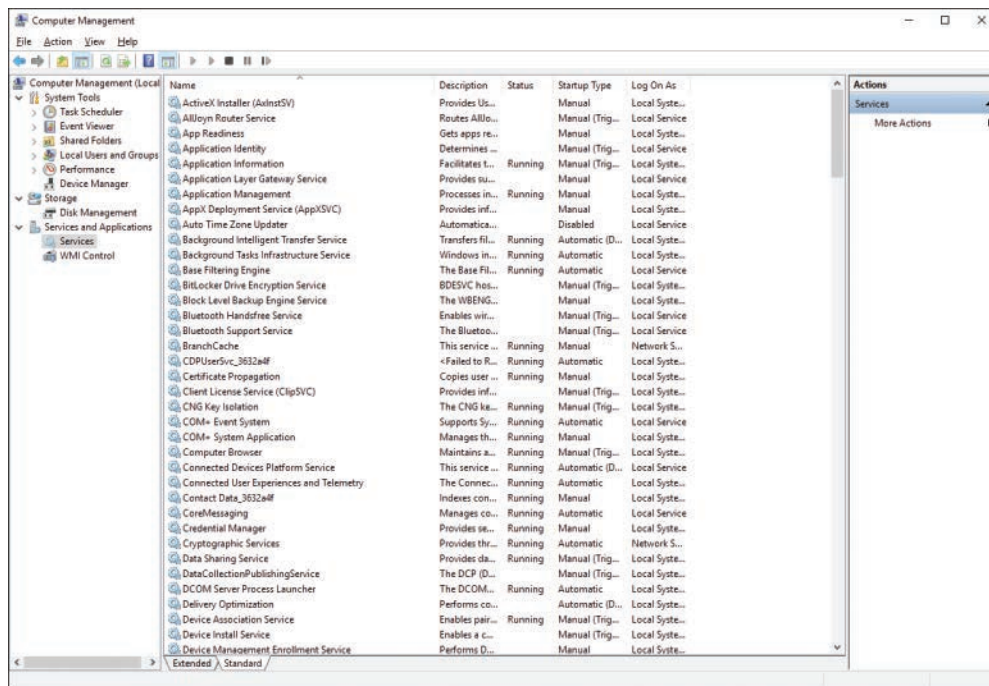 Computer Management
File Action View Help
Computer Management (Local
System Tools
Task Scheduler
Event Viewer
Shared Folders
Local Users and Groups
Performance
Device Manager
Storage
Disk Management
Services and Applications
Services
WMI Control
Name Description Status Startup Type Log On As
ActiveX Installer (AxInstSV) Provides Us... Manual Local Syste...
AllJoyn Router Service Routes AllJo... Manual (Trig... Local Service
App Readiness Gets apps re... Manual Local Syste...
Application Identity Determines ... Manual (Trig... Local Service
Application Information Facilitates t... Running Manual (Trig... Local Syste...
Application Layer Gateway Service Provides su... Manual Local Service
Application Management Processes in... Running Manual Local Syste...
AppX Deployment Service (AppXSVC) Provides inf... Manual Local Syste...
Auto Time Zone Updater Automatica... Disabled Local Service
Background Intelligent Transfer Service Transfers fil... Running Automatic (D... Local Syste...
Background Tasks Infrastructure Service Windows in... Running Automatic Local Syste...
Base Filtering Engine The Base Fil... Running Automatic Local Service
BitLocker Drive Encryption Service BDESVC hos... Manual (Trig... Local Syste...
Block Level Backup Engine Service The WBENG... Manual Local Syste...
Bluetooth Handsfree Service Enables wir... Manual (Trig... Local Service
Bluetooth Support Service The Bluetoo... Manual (Trig... Local Service
BranchCache This service ... Running Manual Network S...
CDPUserSvc_3632a4f <Failed to R... Running Automatic Local Syste...
Certificate Propagation Copies user ... Running Manual Local Syste...
Client License Service (ClipSVC) Provides inf... Manual (Trig... Local Syste...
CNG Key Isolation The CNG ke... Running Manual (Trig... Local Syste...
COM+ Event System Supports Sy... Running Automatic Local Service
COM+ System Application Manages th... Running Manual Local Syste...
Computer Browser Maintains a... Running Manual (Trig... Local Syste...
Connected Devices Platform Service This service ... Running Automatic (D... Local Service
Connected User Experiences and Telemetry The Connec... Running Automatic Local Syste...
Contact Data_3632a4f Indexes con... Running Manual Local Syste...
CoreMessaging Manages co... Running Automatic Local Service
Credential Manager Provides se... Running Manual Local Syste...
Cryptographic Services Provides thr... Running Automatic Network S...
Data Sharing Service Provides da... Running Manual (Trig... Local Syste...
DataCollectionPublishingService The DCP (D... Manual (Trig... Local Syste...
DCOM Server Process Launcher The DCOM... Running Automatic Local Syste...
Delivery Optimization Performs co... Automatic (D... Local Syste...
Device Association Service Enables pair... Running Manual (Trig... Local Syste...
Device Install Service Enables a c... Manual (Trig... Local Syste...
Device Management Enrollment Service Performs D... Manual Local Syste...
Extended Standard
Actions
Services
More Actions